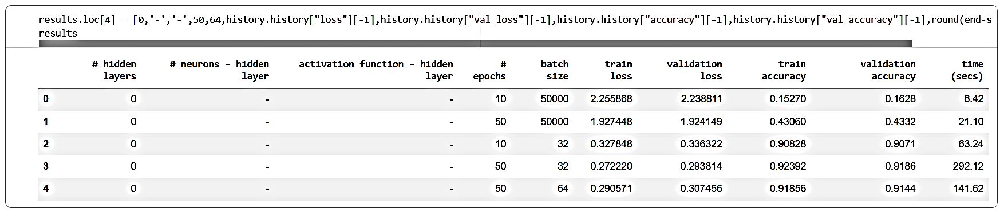 results.loc[4] = [0,'-','-',50,64,history.history["loss"][-1],history.history["val_loss"][-1],history.history["accuracy"][-1],history.history["val_accuracy"][-1],round(end-s
results
# hidden layers # neurons - hidden layer activation function - hidden layer # epochs batch size train loss validation loss train accuracy validation accuracy time (secs)
0 0 - - 10 50000 2.255868 2.238811 0.15270 0.1628 6.42
1 0 - - 50 50000 1.927448 1.924149 0.43060 0.4332 21.10
2 0 - - 10 32 0.327848 0.336322 0.90828 0.9071 63.24
3 0 - - 50 32 0.272220 0.293814 0.92392 0.9186 292.12
4 0 - - 50 64 0.290571 0.307456 0.91856 0.9144 141.62